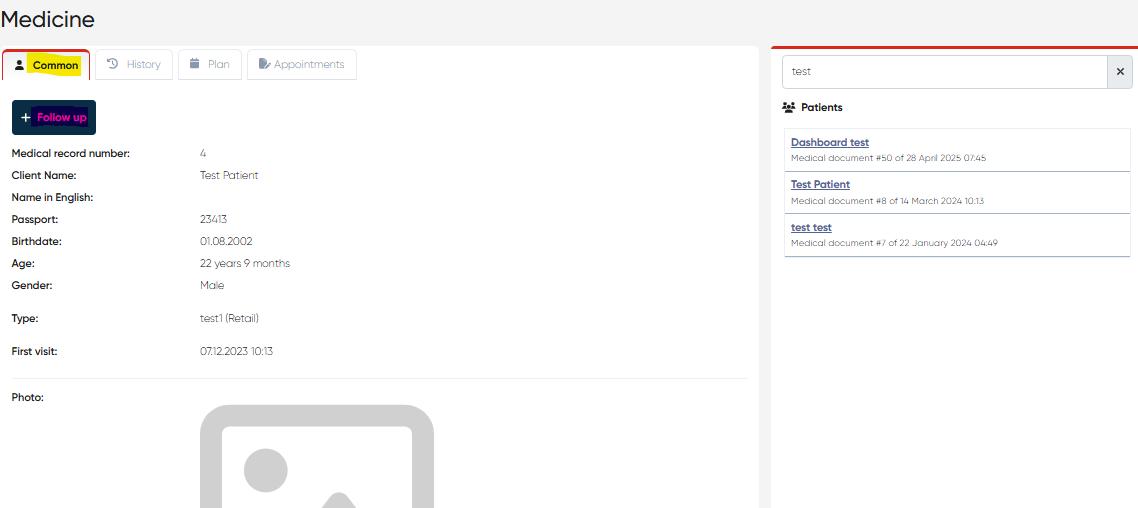 Medicine
Common
History
Plan
Appointments
+ Follow up
Medical record number: 4
Client Name: Test Patient
Name in English:
Passport: 23413
Birthdate: 01.08.2002
Age: 22 years 9 months
Gender: Male
Type: test1 (Retail)
First visit: 07.12.2023 10:13
Photo:
test
Patients
Dashboard test
Medical document #50 of 28 April 2025 07:45
Test Patient
Medical document #8 of 14 March 2024 10:13
test test
Medical document #7 of 22 January 2024 04:49